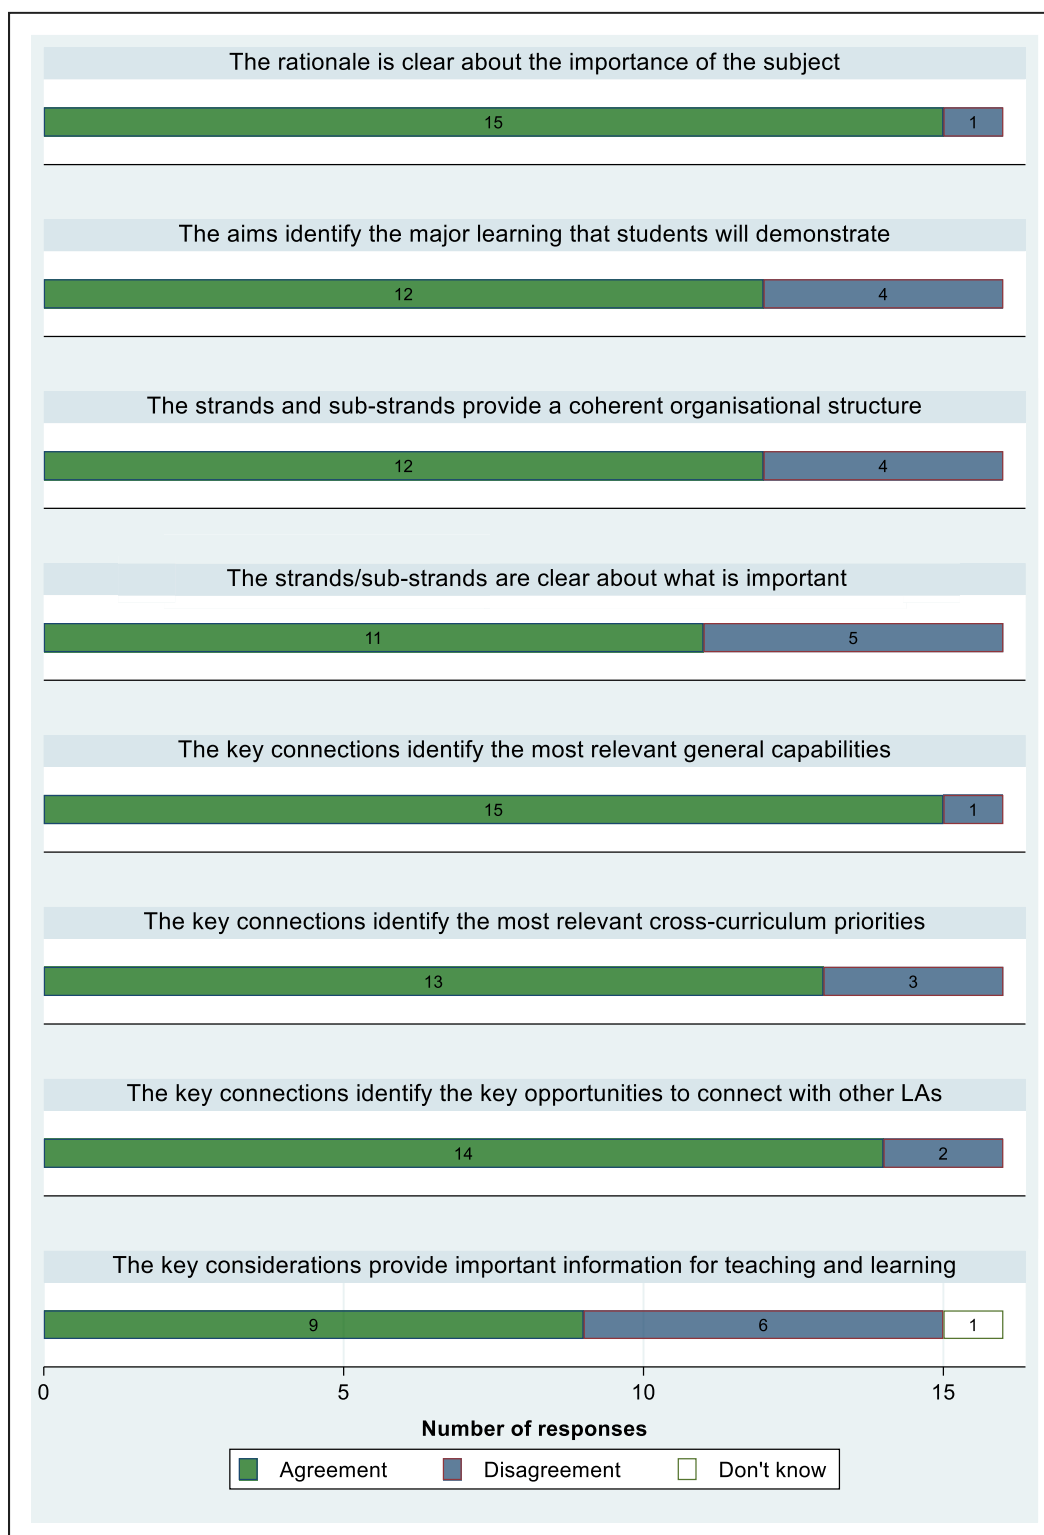 The rationale is clear about the importance of the subject
15 1
The aims identify the major learning that students will demonstrate
12 4
The strands and sub-strands provide a coherent organisational structure
12 4
The strands/sub-strands are clear about what is important
11 5
The key connections identify the most relevant general capabilities
15 1
The key connections identify the most relevant cross-curriculum priorities
13 3
The key connections identify the key opportunities to connect with other LAs
14 2
The key considerations provide important information for teaching and learning
9 6 1
0 5 10 15
Number of responses
Agreement Disagreement Don't know